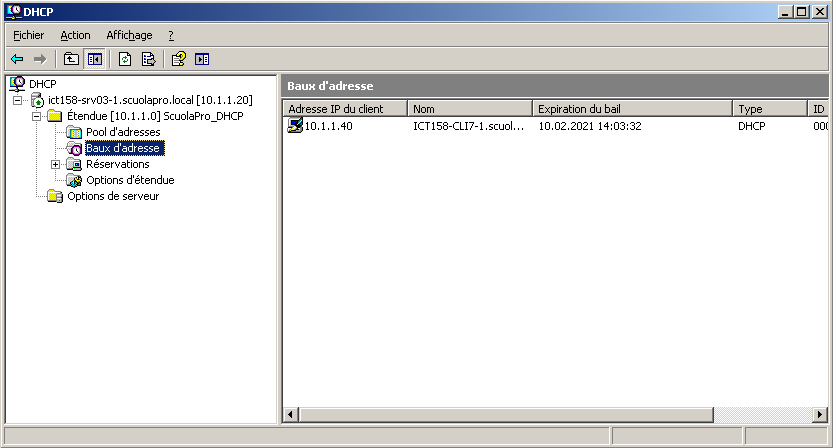 DHCP
Fichier Action Affichage ?
DHCP
ict158-srv03-1.scuolapro.local [10.1.1.20]
Étendue [10.1.1.0] ScuolaPro_DHCP
Pool d'adresses
Baux d'adresse
Réservations
Options d'étendue
Options de serveur
Baux d'adresse
Adresse IP du client Nom Expiration du bail Type ID
10.1.1.40 ICT158-CLI7-1.scuol... 10.02.2021 14:03:32 DHCP 000